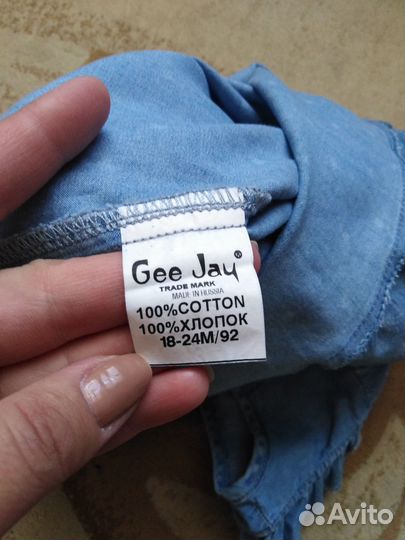 Gee Jay®
TRADE MARK
MADE IN RUSSIA
100%COTTON
100%ХЛОПОК
18-24M/92
Avito